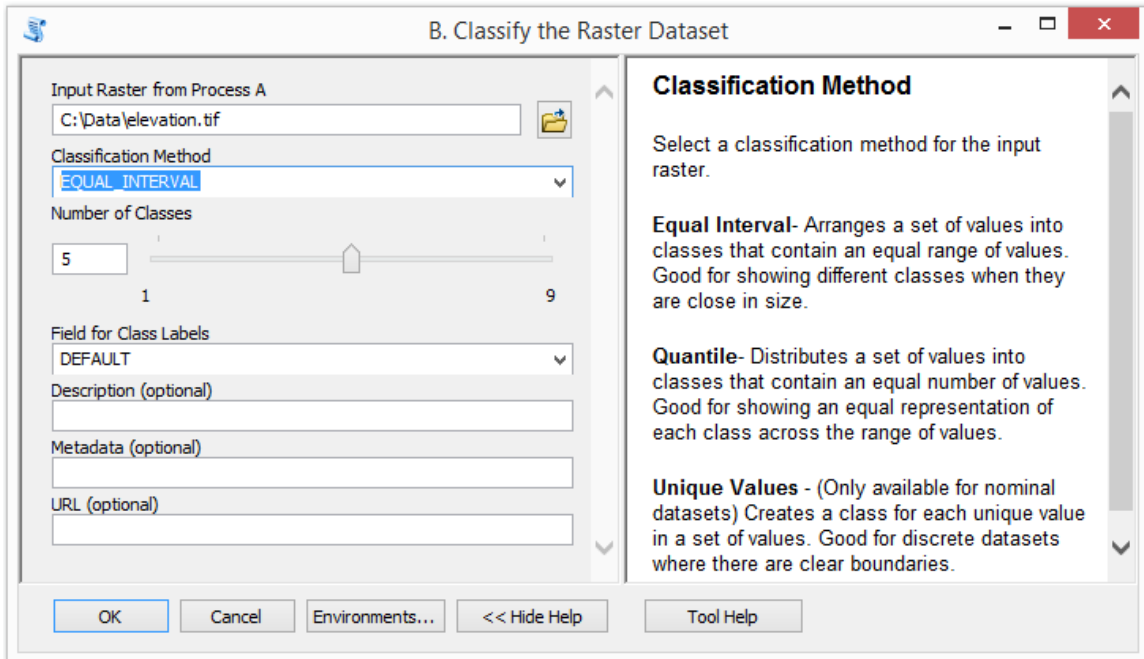 B. Classify the Raster Dataset
Input Raster from Process A
C:\Data\elevation.tif
Classification Method
EQUAL_INTERVAL
Number of Classes
5
1
9
Field for Class Labels
DEFAULT
Description (optional)
Metadata (optional)
URL (optional)
Classification Method
Select a classification method for the input
raster.
Equal Interval- Arranges a set of values into
classes that contain an equal range of values.
Good for showing different classes when they
are close in size.
Quantile- Distributes a set of values into
classes that contain an equal number of values.
Good for showing an equal representation of
each class across the range of values.
Unique Values - (Only available for nominal
datasets) Creates a class for each unique value
in a set of values. Good for discrete datasets
where there are clear boundaries.
OK
Cancel
Environments...
<< Hide Help
Tool Help